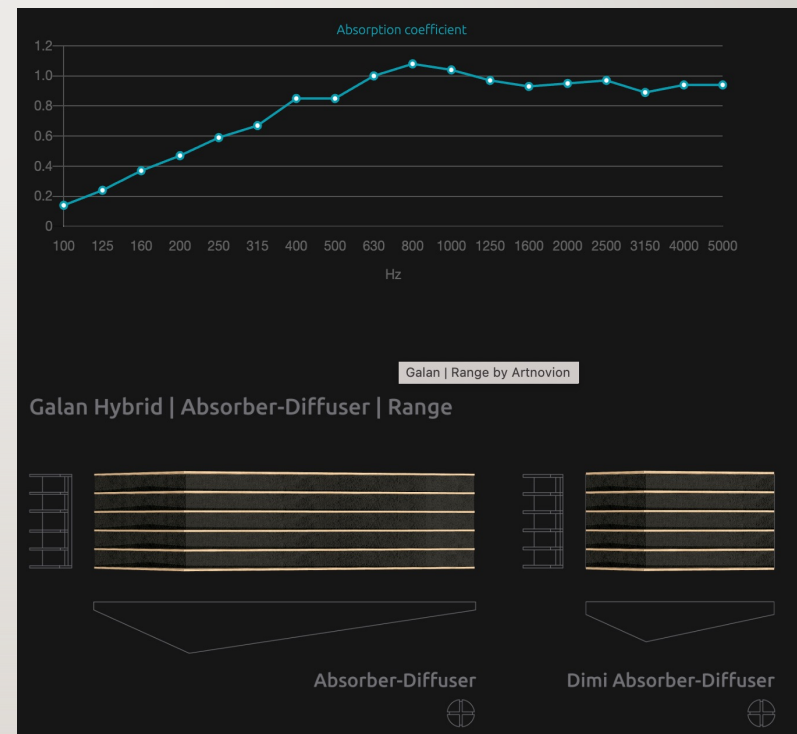 Absorption coefficient
1.2
1.0
0.8
0.6
0.4
0.2
0
100 125 160 200 250 315 400 500 630 800 1000 1250 1600 2000 2500 3150 4000 5000
Hz
Galan | Range by Artnovion
Galan Hybrid | Absorber-Diffuser | Range
Absorber-Diffuser
Dimi Absorber-Diffuser